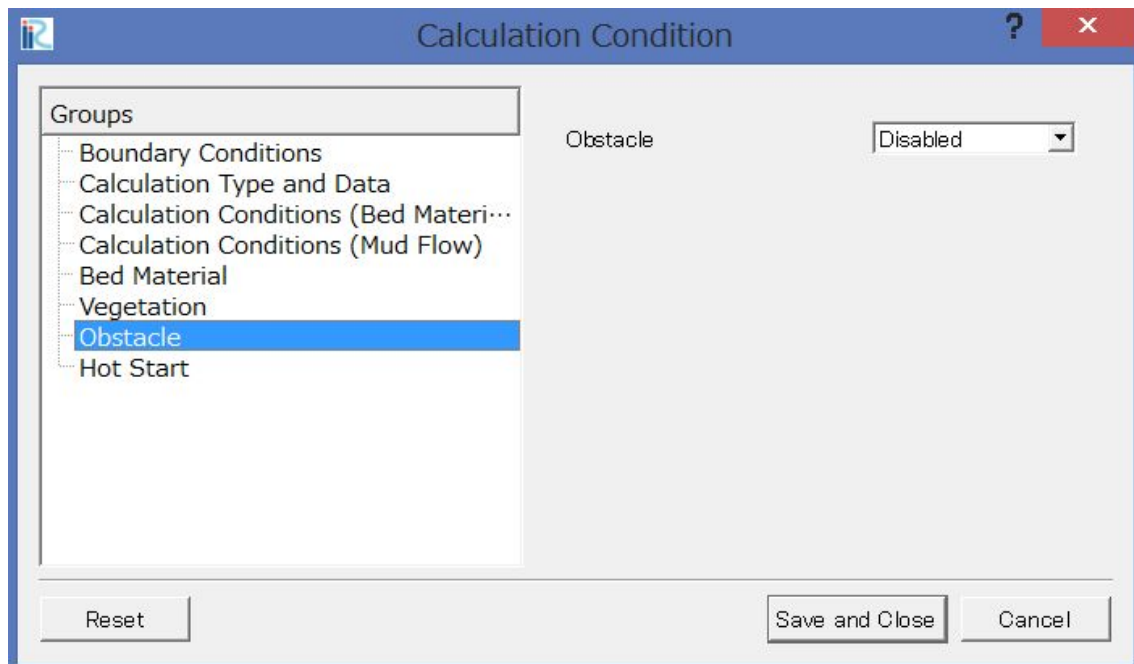 iRIC
Calculation Condition
?
×
Groups
Boundary Conditions
Calculation Type and Data
Calculation Conditions (Bed Materi⋯
Calculation Conditions (Mud Flow)
Bed Material
Vegetation
Obstacle
Hot Start
Obstacle
Disabled
Reset
Save and Close
Cancel